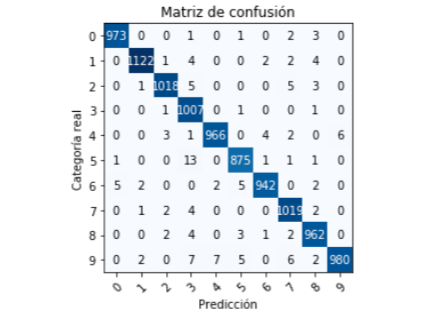 Matriz de confusión
Categoría real
0 973 0 0 1 0 1 0 2 3 0
1 0 1122 1 4 0 0 2 2 4 0
2 0 1 1018 5 0 0 0 5 3 0
3 0 0 1 1007 0 1 0 0 1 0
4 0 0 3 1 966 0 4 2 0 6
5 1 0 0 13 0 875 1 1 1 0
6 5 2 0 0 2 5 942 0 2 0
7 0 1 2 4 0 0 0 1019 2 0
8 0 0 2 4 0 3 1 2 962 0
9 0 2 0 7 7 5 0 6 2 980
0 1 2 3 4 5 6 7 8 9
Predicción